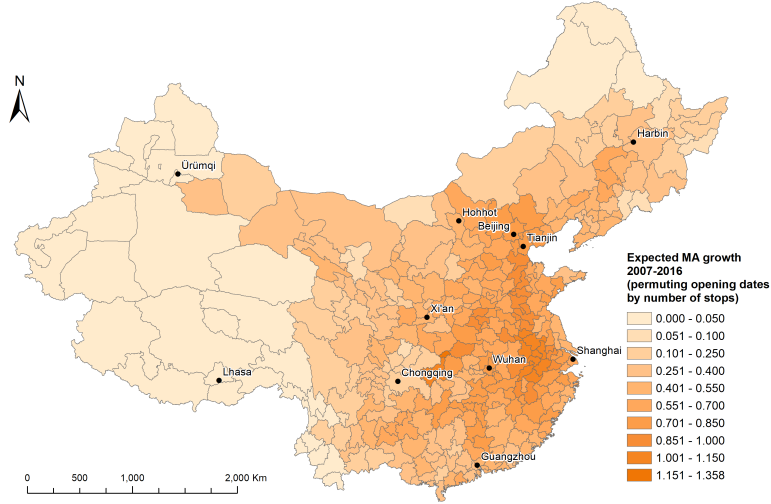 N
Harbin
Ürümqi
Hohhot
Beijing
Tianjin
Xi'an
Shanghai
Wuhan
Chongqing
Lhasa
Guangzhou
Expected MA growth
2007-2016
(permuting opening dates
by number of stops)
0.000 - 0.050
0.051 - 0.100
0.101 - 0.250
0.251 - 0.400
0.401 - 0.550
0.551 - 0.700
0.701 - 0.850
0.851 - 1.000
1.001 - 1.150
1.151 - 1.358
0 500 1,000 2,000 Km